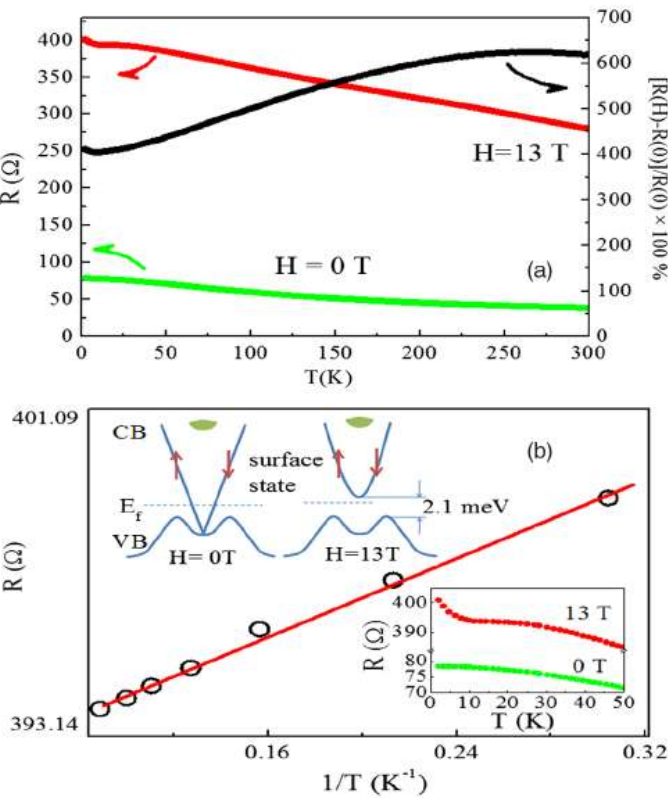 700
400
600
350
500
300
250
400
H=13 T
R (Ω)
200
300
[R(H)-R(0)]/R(0) × 100 %
150
200
H = 0 T
(a)
100
100
50
0
0
0
50
100
150
200
250
300
T(K)
401.09
CB
(b)
surface
state
E_f
2.1 meV
VB
H= 0T
H=13T
R (Ω)
400
13 T
390
R (Ω)
80
0 T
75
70
0
10
20
30
40
50
T (K)
393.14
0.16
0.24
0.32
1/T (K⁻¹)